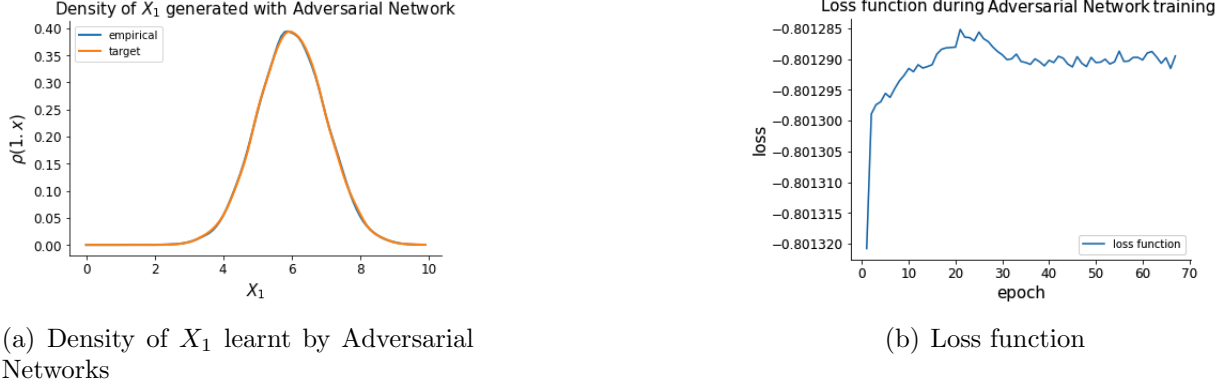 Density of X₁ generated with Adversarial Network
0.40
0.35
0.30
0.25
0.20
0.15
0.10
0.05
0.00
ρ(1.x)
empirical
target
0 2 4 6 8 10
X₁
(a) Density of X₁ learnt by Adversarial
Networks
Loss function during Adversarial Network training
−0.801285
−0.801290
−0.801295
−0.801300
−0.801305
−0.801310
−0.801315
−0.801320
loss
loss function
0 10 20 30 40 50 60 70
epoch
(b) Loss function